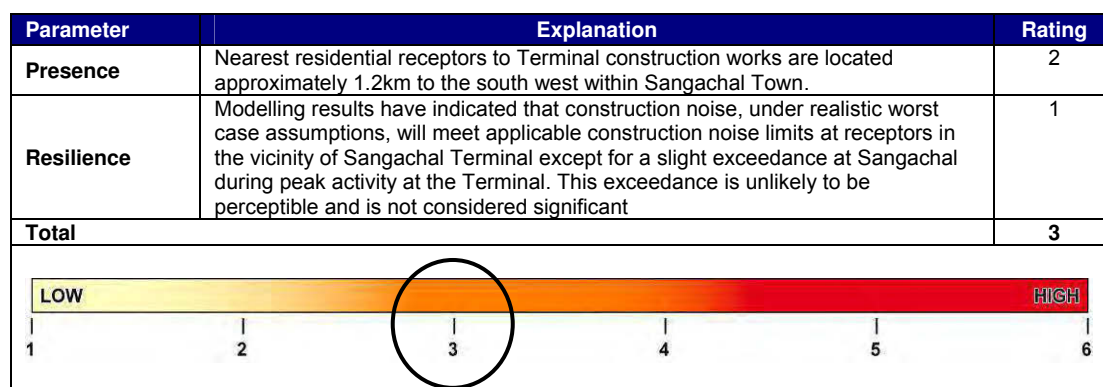 Parameter Explanation Rating
Presence Nearest residential receptors to Terminal construction works are located 2
approximately 1.2km to the south west within Sangachal Town.
Resilience Modelling results have indicated that construction noise, under realistic worst 1
case assumptions, will meet applicable construction noise limits at receptors in
the vicinity of Sangachal Terminal except for a slight exceedance at Sangachal
during peak activity at the Terminal. This exceedance is unlikely to be
perceptible and is not considered significant
Total 3
LOW HIGH
1 2 3 4 5 6